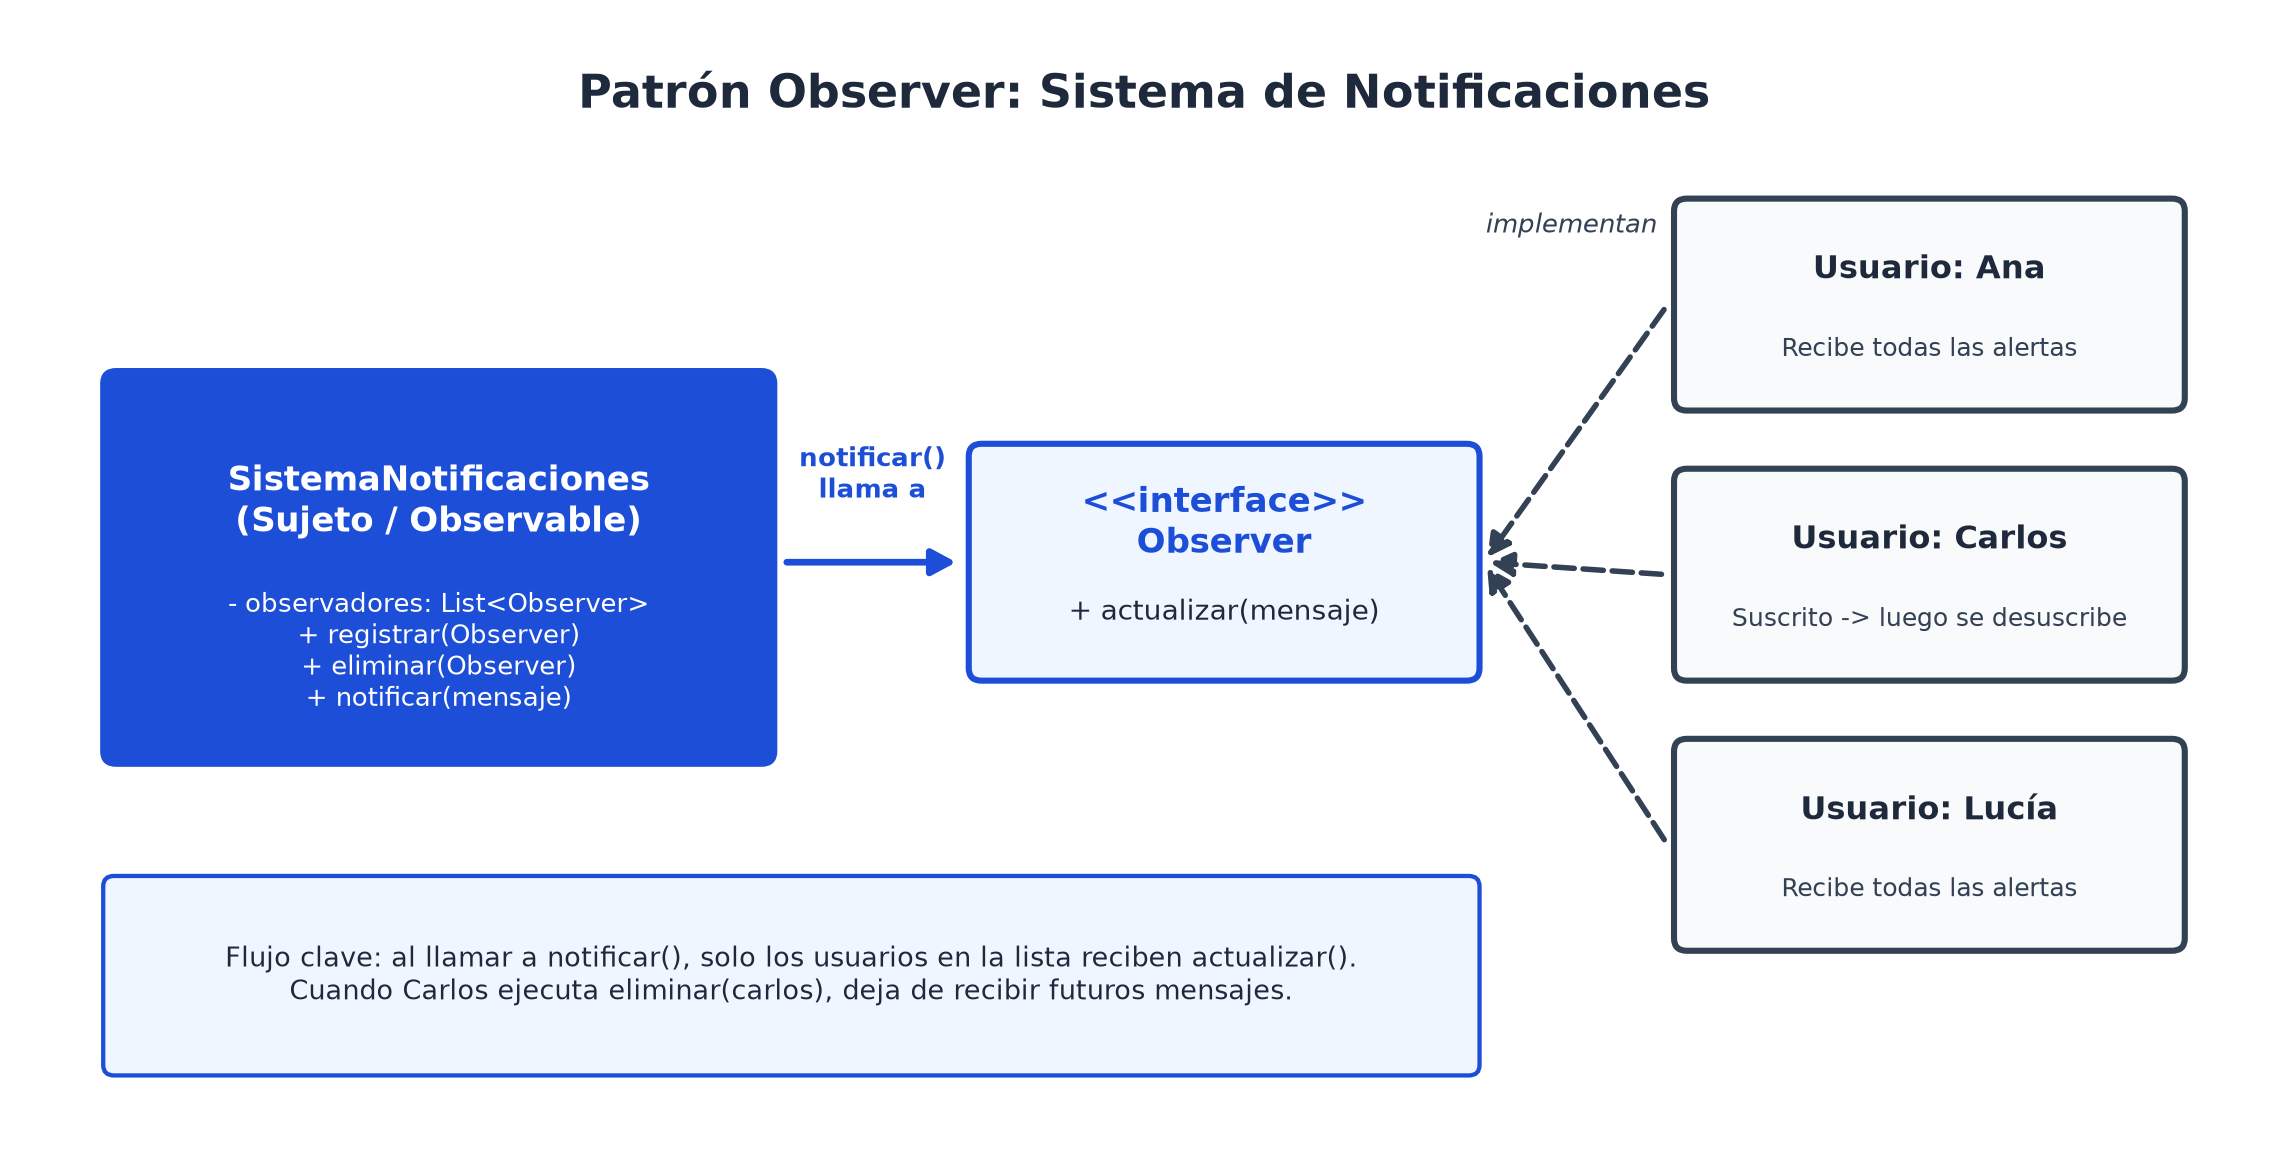 Patrón Observer: Sistema de Notificaciones
SistemaNotificaciones
(Sujeto / Observable)
- observadores: List<Observer>
+ registrar(Observer)
+ eliminar(Observer)
+ notificar(mensaje)
notificar()
llama a
<<interface>>
Observer
+ actualizar(mensaje)
implementan
Usuario: Ana
Recibe todas las alertas
Usuario: Carlos
Suscrito -> luego se desuscribe
Usuario: Lucía
Recibe todas las alertas
Flujo clave: al llamar a notificar(), solo los usuarios en la lista reciben actualizar().
Cuando Carlos ejecuta eliminar(carlos), deja de recibir futuros mensajes.